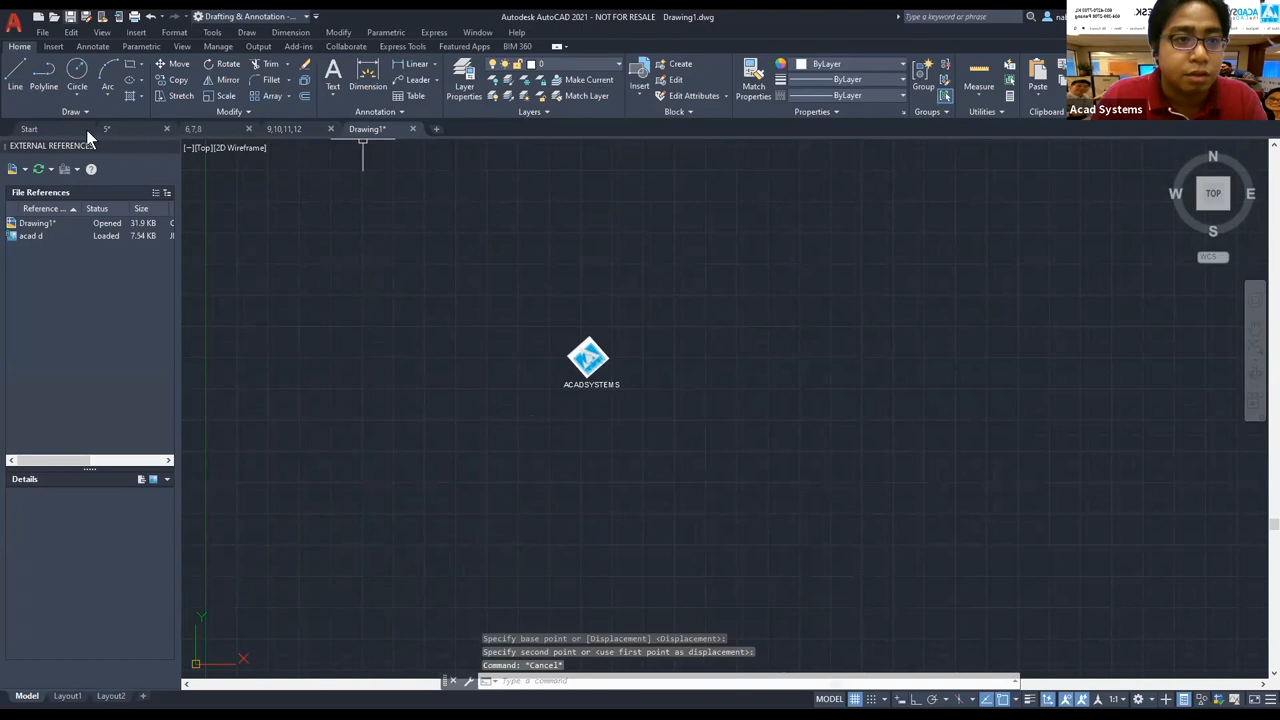 Drafting & Annotation
Autodesk AutoCAD
- NOT FOR RESALE
Drawing1.dwg
Type a keyword or phrase
File
Edit
View
Insert
Format
Tools
Draw
Dimension
Modify
Parametric
Express
Window
Help
Home
Insert
Annotate
Parametric
View
Manage
Output
Add-ins
Collaborate
Express Tools
Featured Apps
BIM 360
Line
Polyline
Circle
Arc
Move
Rotate
Trim
Copy
Mirror
Fillet
Stretch
Scale
Array
Text
Dimension
Linear
Leader
Table
Layer
Properties
0
Make Current
Match Layer
Insert
Create
Edit
Edit Attributes
Match
Properties
ByLayer
ByLayer
ByLayer
Group
Measure
Paste
Draw
Modify
Annotation
Layers
Block
Properties
Groups
Utilities
Acad Systems
Start
5*
6,7,8
9,10,11,12
Drawing1*
EXTERNAL REFERENCES
[−][Top][2D Wireframe]
File References
Reference ...
Status
Size
Drawing1*
Opened
31.9 KB
acad d
Loaded
7.54 KB
N
W
TOP
E
S
WCS
ACADSYSTEMS
Details
Y
X
Specify base point or [Displacement] <Displacement>:
Specify second point or <use first point as displacement>:
Command: *Cancel*
Type a command
Model
Layout1
Layout2
MODEL
1:1